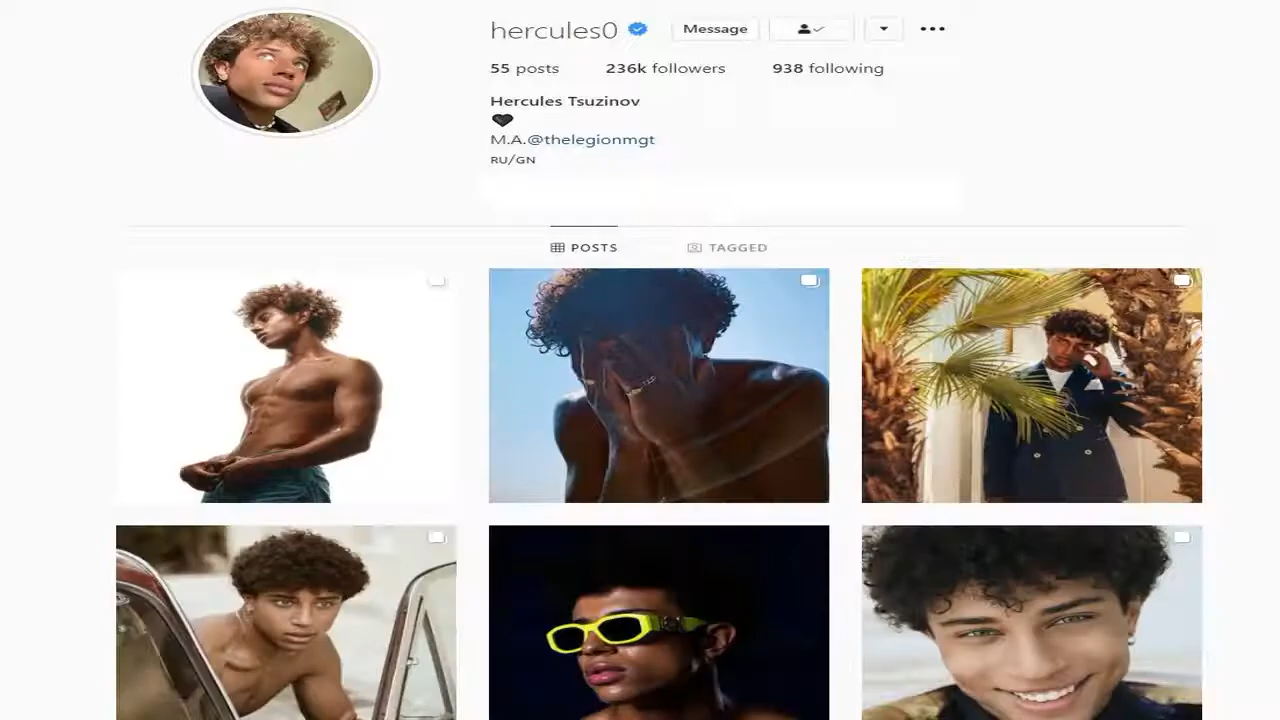 hercules0 Message
55 posts 236k followers 938 following
Hercules Tsuzinov
🖤
M.A.@thelegionmgt
RU/GN
POSTS TAGGED